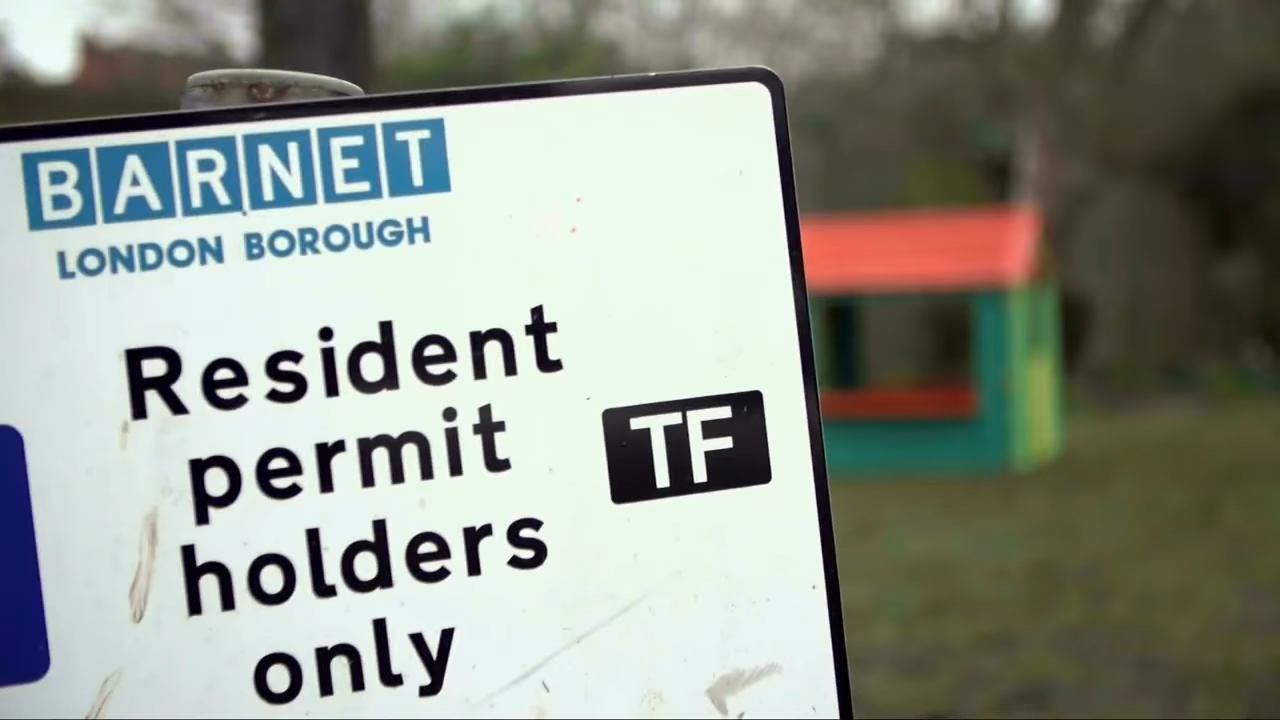 BARNET
LONDON BOROUGH
Resident
permit
holders
only
TF